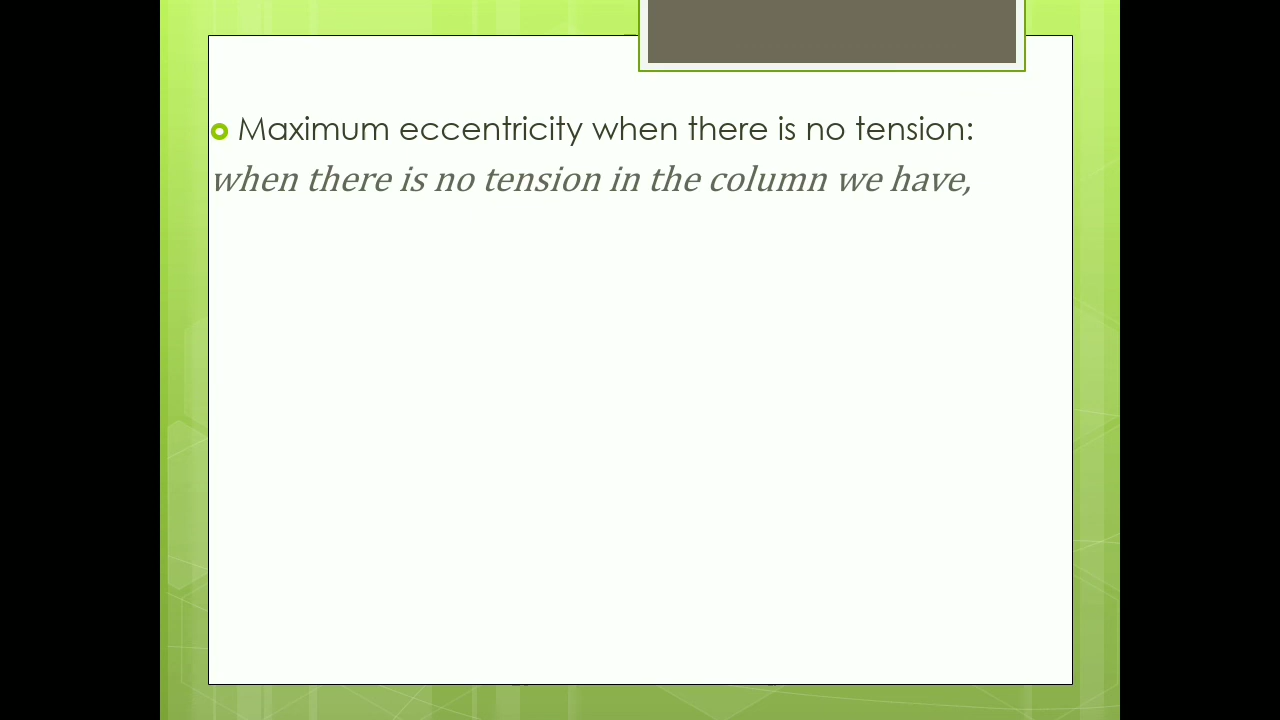 Maximum eccentricity when there is no tension:
when there is no tension in the column we have,